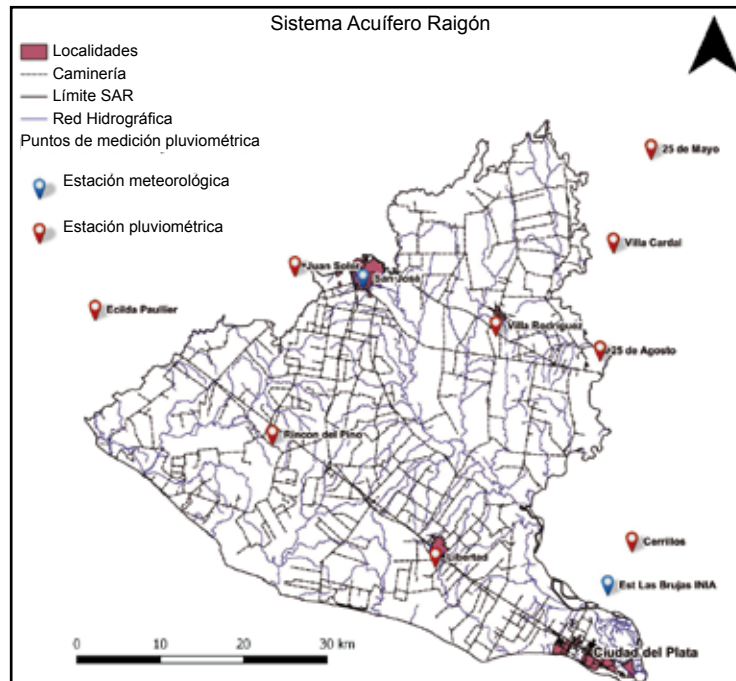 Sistema Acuífero Raigón
Localidades
Caminería
Límite SAR
Red Hidrográfica
Puntos de medición pluviométrica
Estación meteorológica
Estación pluviométrica
25 de Mayo
Villa Cardal
Juan Soler
San José
Ecilda Paullier
Villa Rodríguez
25 de Agosto
Rincon del Pino
Cerrillos
Libertad
Est Las Brujas INIA
Ciudad del Plata
0 10 20 30 km